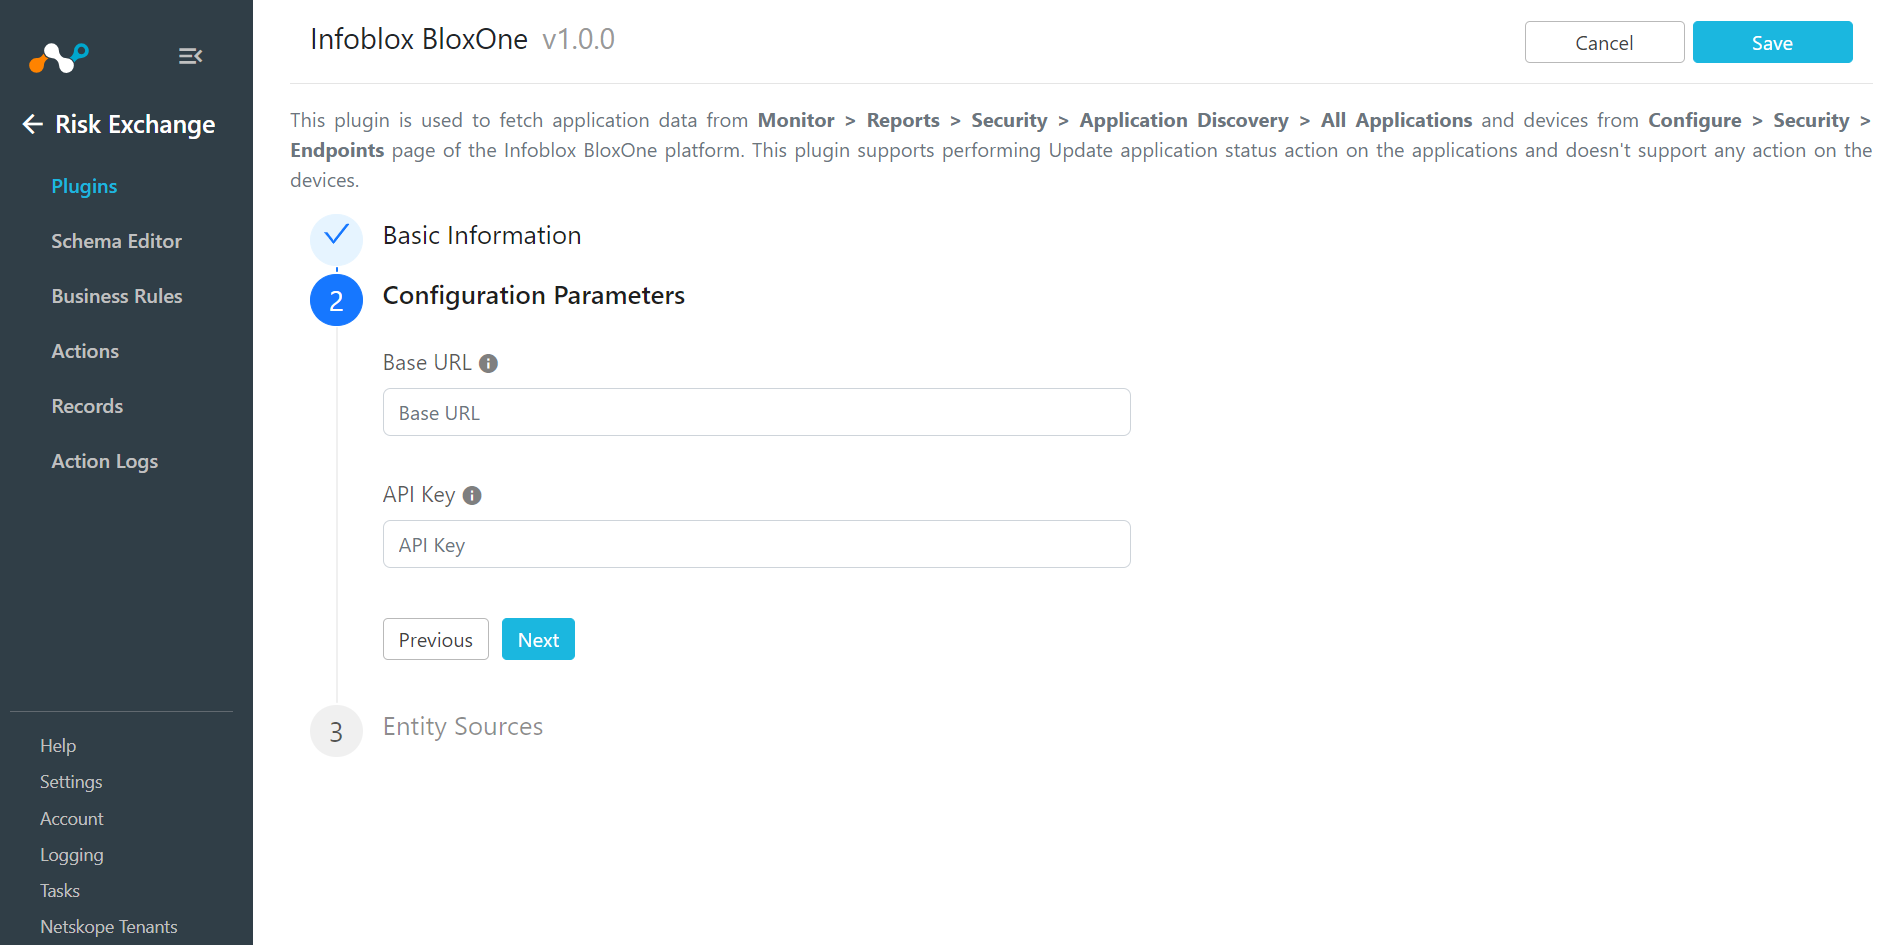 Risk Exchange
Plugins
Schema Editor
Business Rules
Actions
Records
Action Logs
Help
Settings
Account
Logging
Tasks
Netskope Tenants
Infoblox BloxOne v1.0.0
Cancel
Save
This plugin is used to fetch application data from Monitor > Reports > Security > Application Discovery > All Applications and devices from Configure > Security >
Endpoints page of the Infoblox BloxOne platform. This plugin supports performing Update application status action on the applications and doesn't support any action on the
devices.
Basic Information
2
Configuration Parameters
Base URL
Base URL
API Key
API Key
Previous
Next
3
Entity Sources